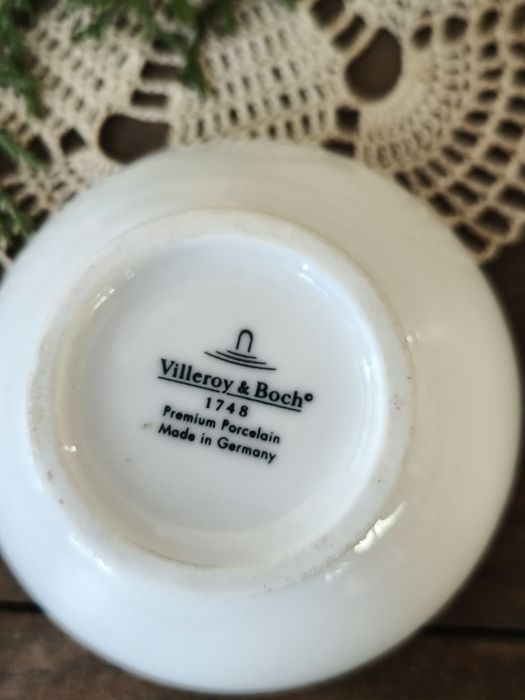 Villeroy & Boch®
1748
Premium Porcelain
Made in Germany